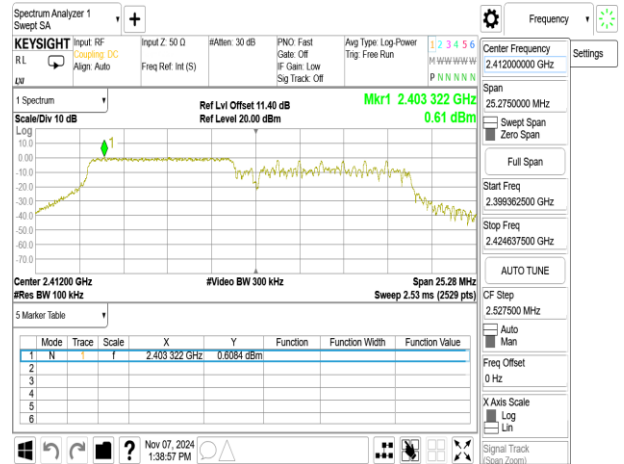 Spectrum Analyzer 1
Swept SA
+
Frequency
KEYSIGHT
Input: RF
Coupling: DC
Align: Auto
Input Z: 50 Ω
Freq Ref: Int (S)
#Atten: 30 dB
PNO: Fast
Gate: Off
IF Gain: Low
Sig Track: Off
Avg Type: Log-Power
Trig: Free Run
1 2 3 4 5 6
M W W W W W
P N N N N N
R L
LW
1 Spectrum
Scale/Div 10 dB
Ref Lvl Offset 11.40 dB
Ref Level 20.00 dBm
Mkr1 2.403 322 GHz
0.61 dBm
Log
10.0
0.00
-10.0
-20.0
-30.0
-40.0
-50.0
-60.0
-70.0
1
Center 2.41200 GHz
#Res BW 100 kHz
#Video BW 300 kHz
Span 25.28 MHz
Sweep 2.53 ms (2529 pts)
5 Marker Table
Mode Trace Scale X Y Function Function Width Function Value
1 N 1 f 2.403 322 GHz 0.6084 dBm
2
3
4
5
6
?
Nov 07, 2024
1:38:57 PM
Center Frequency
2.412000000 GHz
Settings
Span
25.2750000 MHz
Swept Span
Zero Span
Full Span
Start Freq
2.399362500 GHz
Stop Freq
2.424637500 GHz
AUTO TUNE
CF Step
2.527500 MHz
Auto
Man
Freq Offset
0 Hz
X Axis Scale
Log
Lin
Signal Track
(Span Zoom)